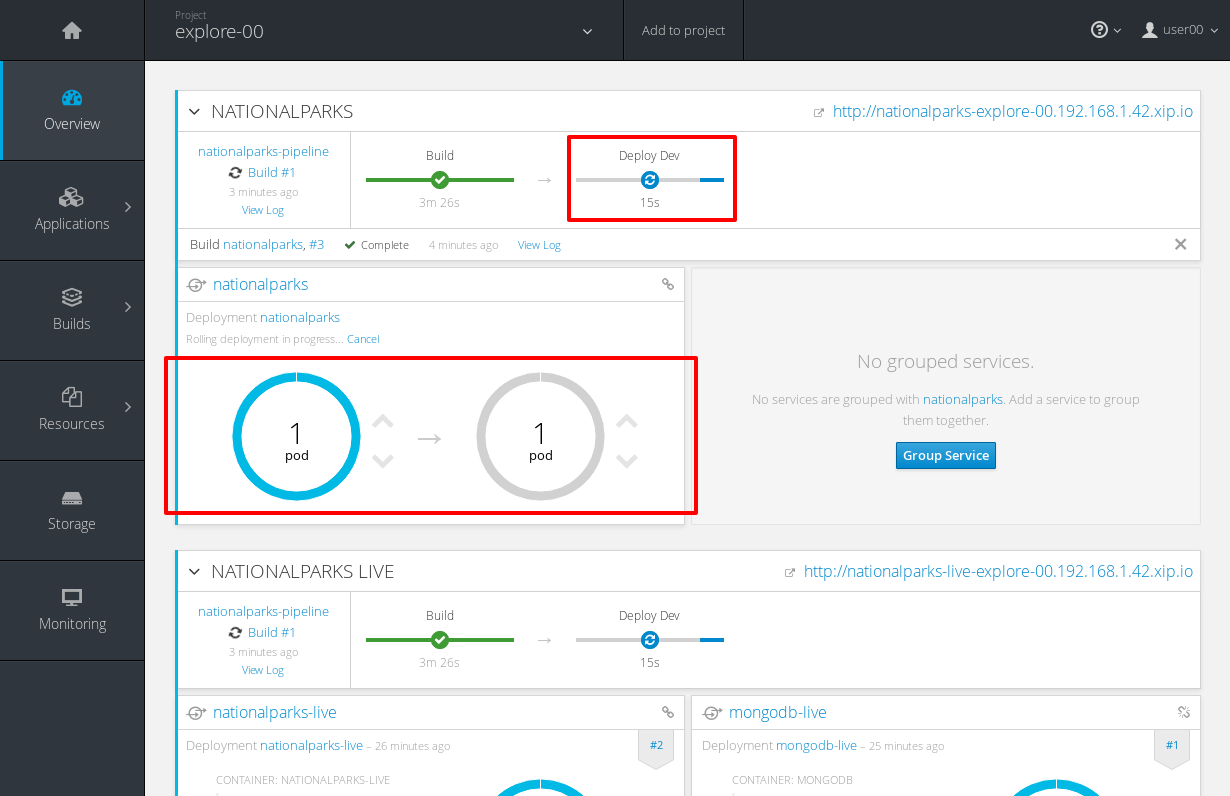 Project
explore-00
Add to project
user00
Overview
Applications
Builds
Resources
Storage
Monitoring
NATIONALPARKS
http://nationalparks-explore-00.192.168.1.42.xip.io
nationalparks-pipeline
Build #1
3 minutes ago
View Log
Build
3m 26s
→
Deploy Dev
15s
Build nationalparks, #3 Complete 4 minutes ago View Log
nationalparks
Deployment nationalparks
Rolling deployment in progress... Cancel
1
pod
→
1
pod
No grouped services.
No services are grouped with nationalparks. Add a service to group
them together.
Group Service
NATIONALPARKS LIVE
http://nationalparks-live-explore-00.192.168.1.42.xip.io
nationalparks-pipeline
Build #1
3 minutes ago
View Log
Build
3m 26s
→
Deploy Dev
15s
nationalparks-live
Deployment nationalparks-live – 26 minutes ago
#2
CONTAINER: NATIONALPARKS-LIVE
mongodb-live
Deployment mongodb-live – 25 minutes ago
#1
CONTAINER: MONGODB